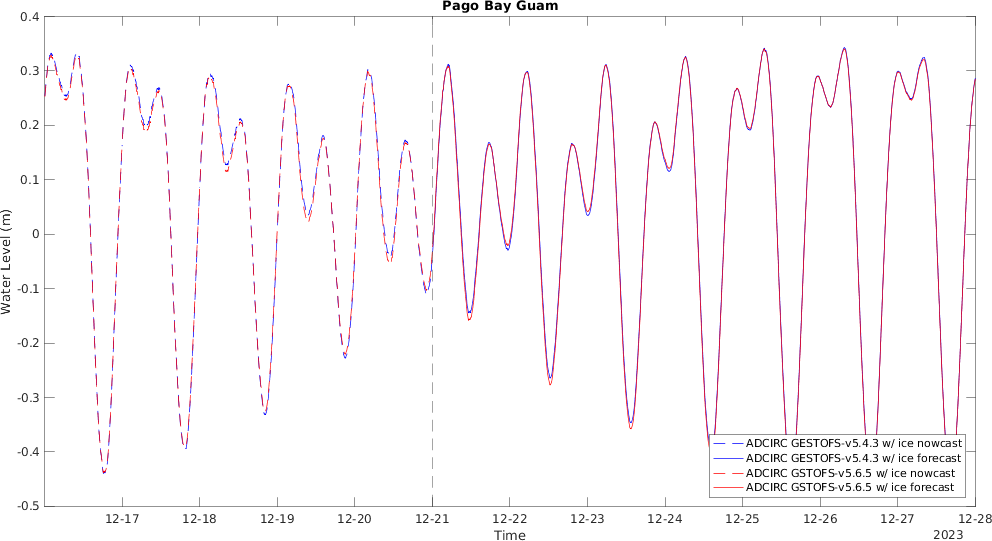 Pago Bay Guam
0.4
0.3
0.2
0.1
0
-0.1
-0.2
-0.3
-0.4
-0.5
Water Level (m)
ADCIRC GESTOFS-v5.4.3 w/ ice nowcast
ADCIRC GESTOFS-v5.4.3 w/ ice forecast
ADCIRC GSTOFS-v5.6.5 w/ ice nowcast
ADCIRC GSTOFS-v5.6.5 w/ ice forecast
12-17 12-18 12-19 12-20 12-21 12-22 12-23 12-24 12-25 12-26 12-27 12-28
Time
2023